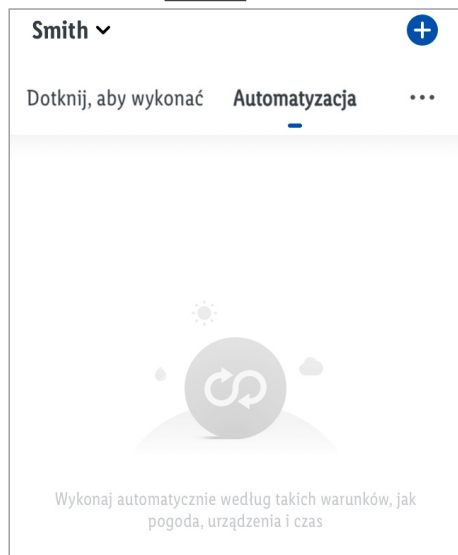 Smith
Dotknij, aby wykonać Automatyzacja
Wykonaj automatycznie według takich warunków, jak
pogoda, urządzenia i czas